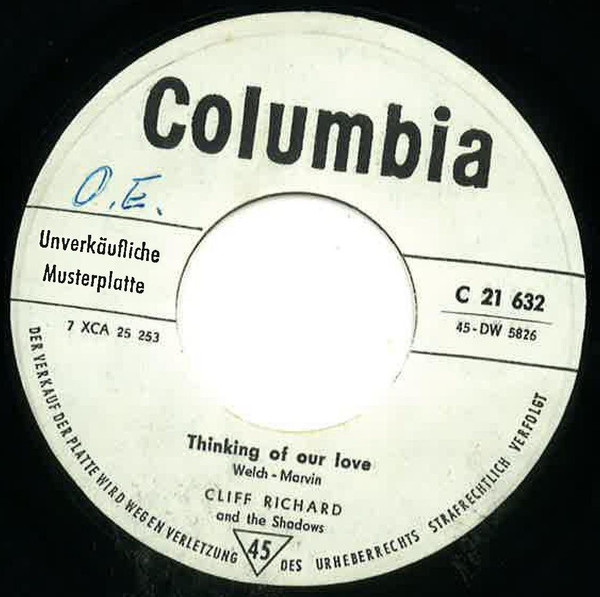 Columbia
O.E.
Unverkäufliche
Musterplatte
C 21 632
45-DW 5826
7 XCA 25 253
Thinking of our love
Welch - Marvin
CLIFF RICHARD
and the Shadows
45
DER VERKAUF DER PLATTE WIRD WEGEN VERLETZUNG DES URHEBERRECHTS STRAFRECHTLICH VERFOLGT